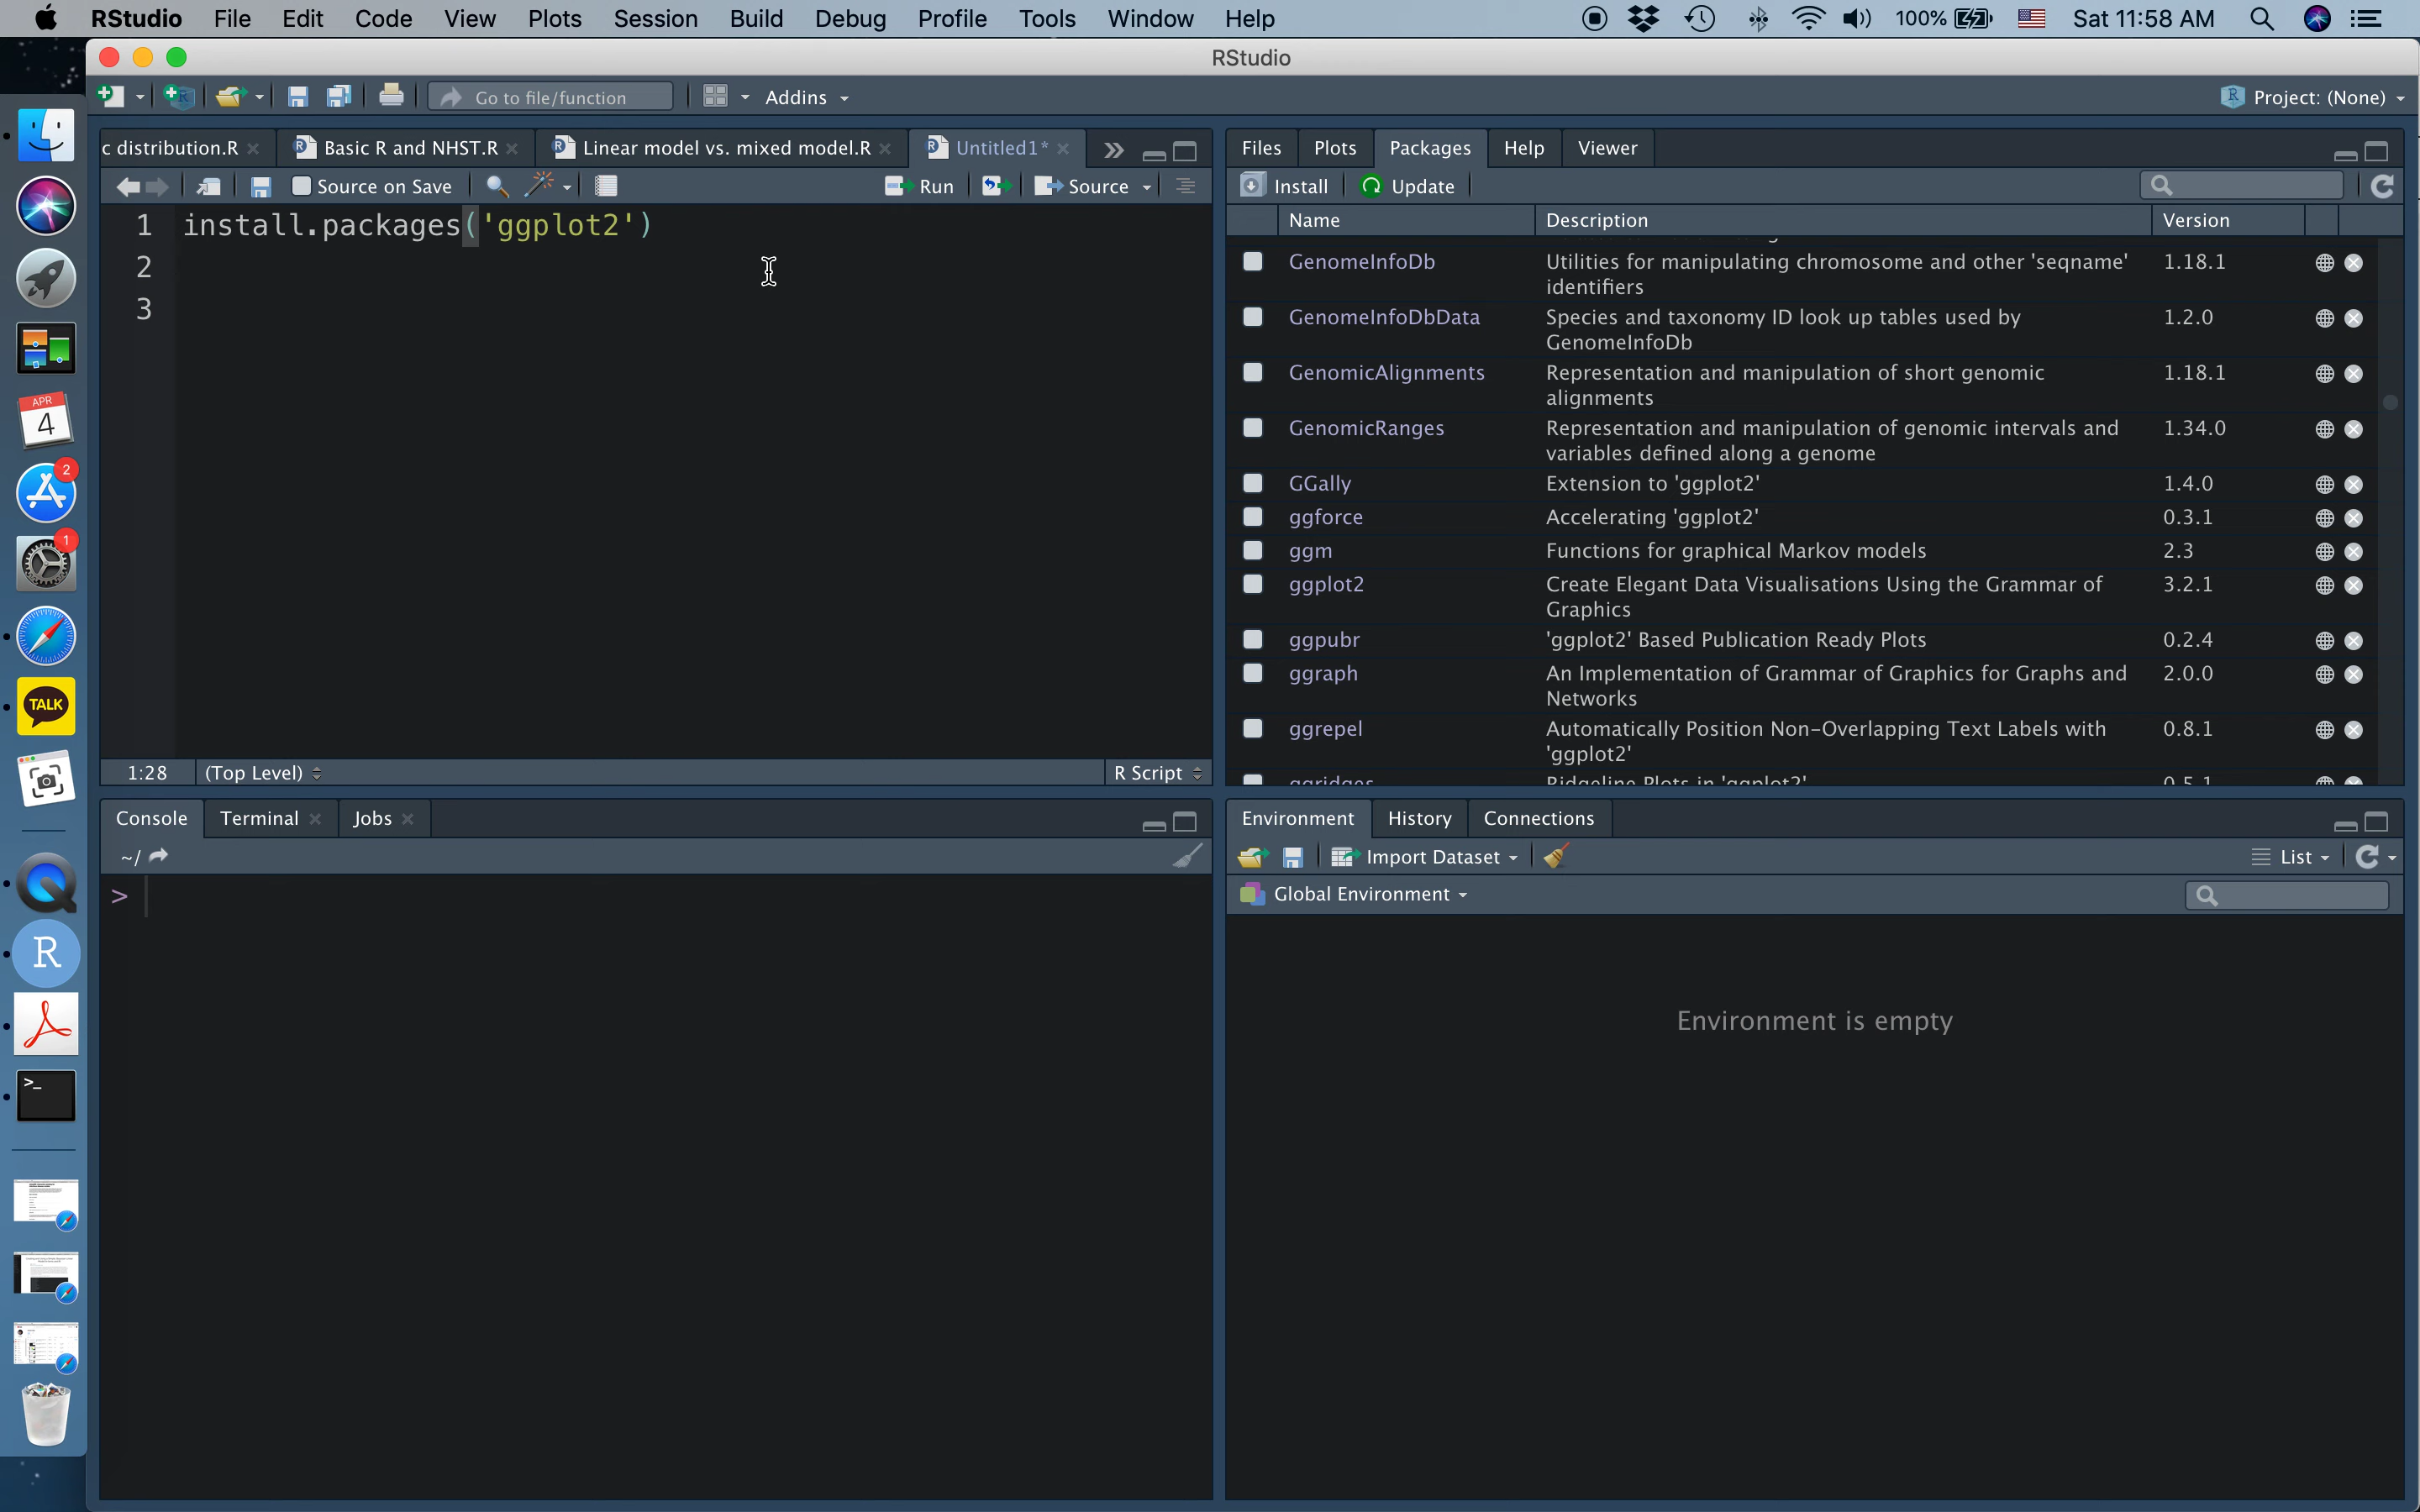 RStudio File Edit Code View Plots Session Build Debug Profile Tools Window Help 100% Sat 11:58 AM
RStudio
Go to file/function Addins Project: (None)
c distribution.R Basic R and NHST.R Linear model vs. mixed model.R Untitled1*
Source on Save Run Source
1 install.packages('ggplot2')
2
3
1:28 (Top Level) R Script
Files Plots Packages Help Viewer
Install Update
Name Description Version
GenomeInfoDb Utilities for manipulating chromosome and other 'seqname' 1.18.1
identifiers
GenomeInfoDbData Species and taxonomy ID look up tables used by 1.2.0
GenomeInfoDb
GenomicAlignments Representation and manipulation of short genomic 1.18.1
alignments
GenomicRanges Representation and manipulation of genomic intervals and 1.34.0
variables defined along a genome
GGally Extension to 'ggplot2' 1.4.0
ggforce Accelerating 'ggplot2' 0.3.1
ggm Functions for graphical Markov models 2.3
ggplot2 Create Elegant Data Visualisations Using the Grammar of 3.2.1
Graphics
ggpubr 'ggplot2' Based Publication Ready Plots 0.2.4
ggraph An Implementation of Grammar of Graphics for Graphs and 2.0.0
Networks
ggrepel Automatically Position Non-Overlapping Text Labels with 0.8.1
'ggplot2'
ggridges Ridgeline Plots in 'ggplot2' 0.5.1
Console Terminal Jobs
~/
>
Environment History Connections
Import Dataset List
Global Environment
Environment is empty
APR
4
2
1
TALK
R
>_